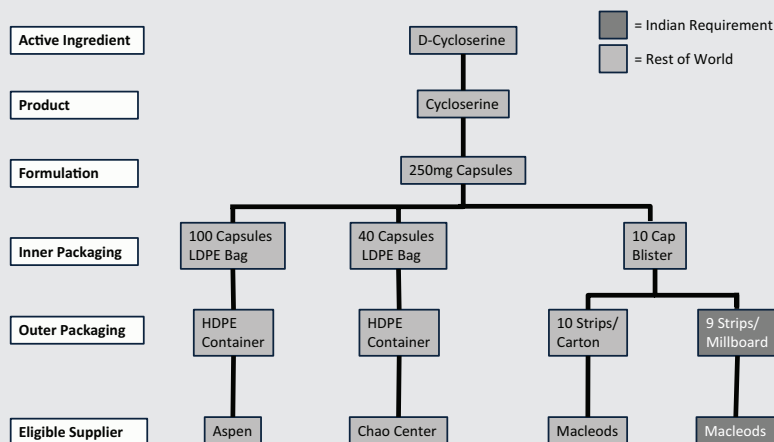 = Indian Requirement
Active Ingredient
D-Cycloserine
= Rest of World
Product
Cycloserine
Formulation
250mg Capsules
Inner Packaging
100 Capsules
LDPE Bag
40 Capsules
LDPE Bag
10 Cap
Blister
Outer Packaging
HDPE
Container
HDPE
Container
10 Strips/
Carton
9 Strips/
Millboard
Eligible Supplier
Aspen
Chao Center
Macleods
Macleods